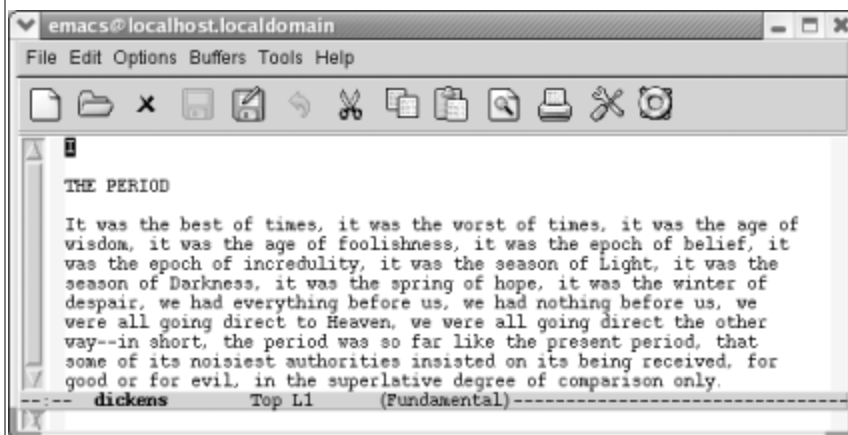 emacs@localhost.localdomain
File Edit Options Buffers Tools Help
I
THE PERIOD
It was the best of times, it was the worst of times, it was the age of
wisdom, it was the age of foolishness, it was the epoch of belief, it
was the epoch of incredulity, it was the season of Light, it was the
season of Darkness, it was the spring of hope, it was the winter of
despair, we had everything before us, we had nothing before us, we
were all going direct to Heaven, we were all going direct the other
way--in short, the period was so far like the present period, that
some of its noisiest authorities insisted on its being received, for
good or for evil, in the superlative degree of comparison only.
--:-- dickens Top L1 (Fundamental)----------------------------------